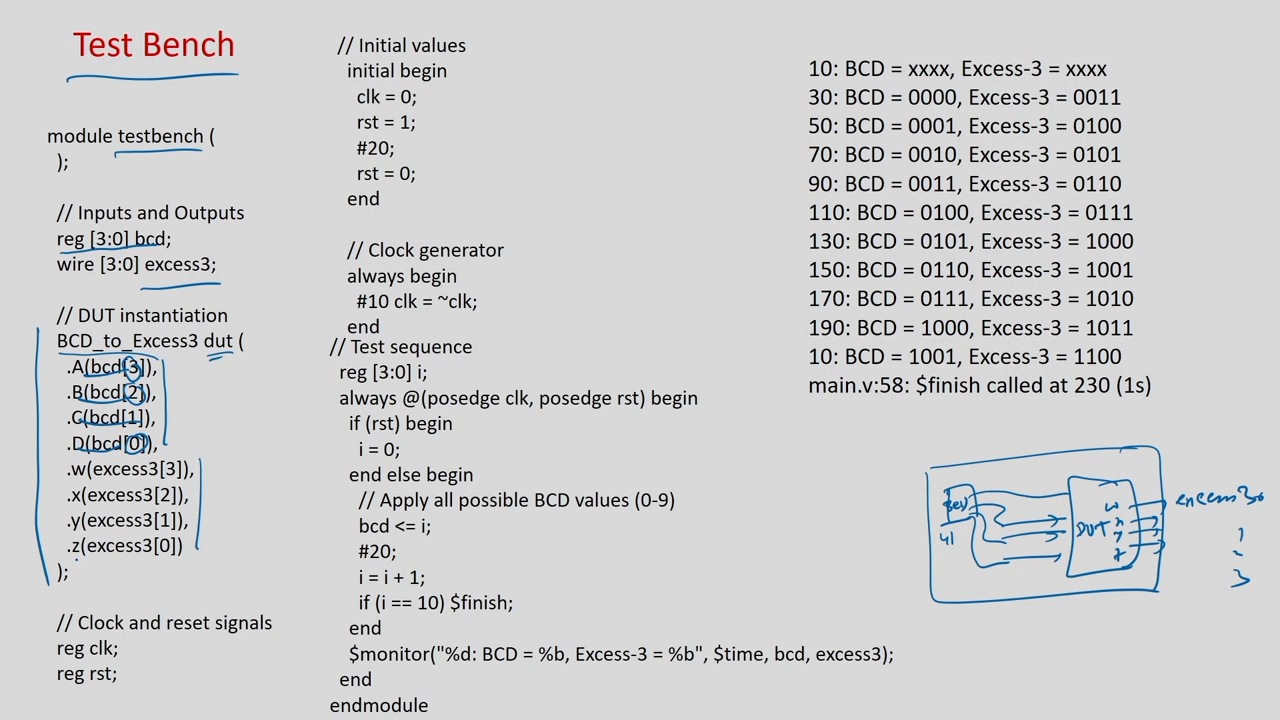 Test Bench
module testbench (
);
// Inputs and Outputs
reg [3:0] bcd;
wire [3:0] excess3;
// DUT instantiation
BCD_to_Excess3 dut (
.A(bcd[3]),
.B(bcd[2]),
.C(bcd[1]),
.D(bcd[0]),
.w(excess3[3]),
.x(excess3[2]),
.y(excess3[1]),
.z(excess3[0])
);
// Clock and reset signals
reg clk;
reg rst;
// Initial values
initial begin
clk = 0;
rst = 1;
#20;
rst = 0;
end
// Clock generator
always begin
#10 clk = ~clk;
end
// Test sequence
reg [3:0] i;
always @(posedge clk, posedge rst) begin
if (rst) begin
i = 0;
end else begin
// Apply all possible BCD values (0-9)
bcd <= i;
#20;
i = i + 1;
if (i == 10) $finish;
end
$monitor("%d: BCD = %b, Excess-3 = %b", $time, bcd, excess3);
end
endmodule
10: BCD = xxxx, Excess-3 = xxxx
30: BCD = 0000, Excess-3 = 0011
50: BCD = 0001, Excess-3 = 0100
70: BCD = 0010, Excess-3 = 0101
90: BCD = 0011, Excess-3 = 0110
110: BCD = 0100, Excess-3 = 0111
130: BCD = 0101, Excess-3 = 1000
150: BCD = 0110, Excess-3 = 1001
170: BCD = 0111, Excess-3 = 1010
190: BCD = 1000, Excess-3 = 1011
10: BCD = 1001, Excess-3 = 1100
main.v:58: $finish called at 230 (1s)
DUT
w
x
y
z
1
2
3